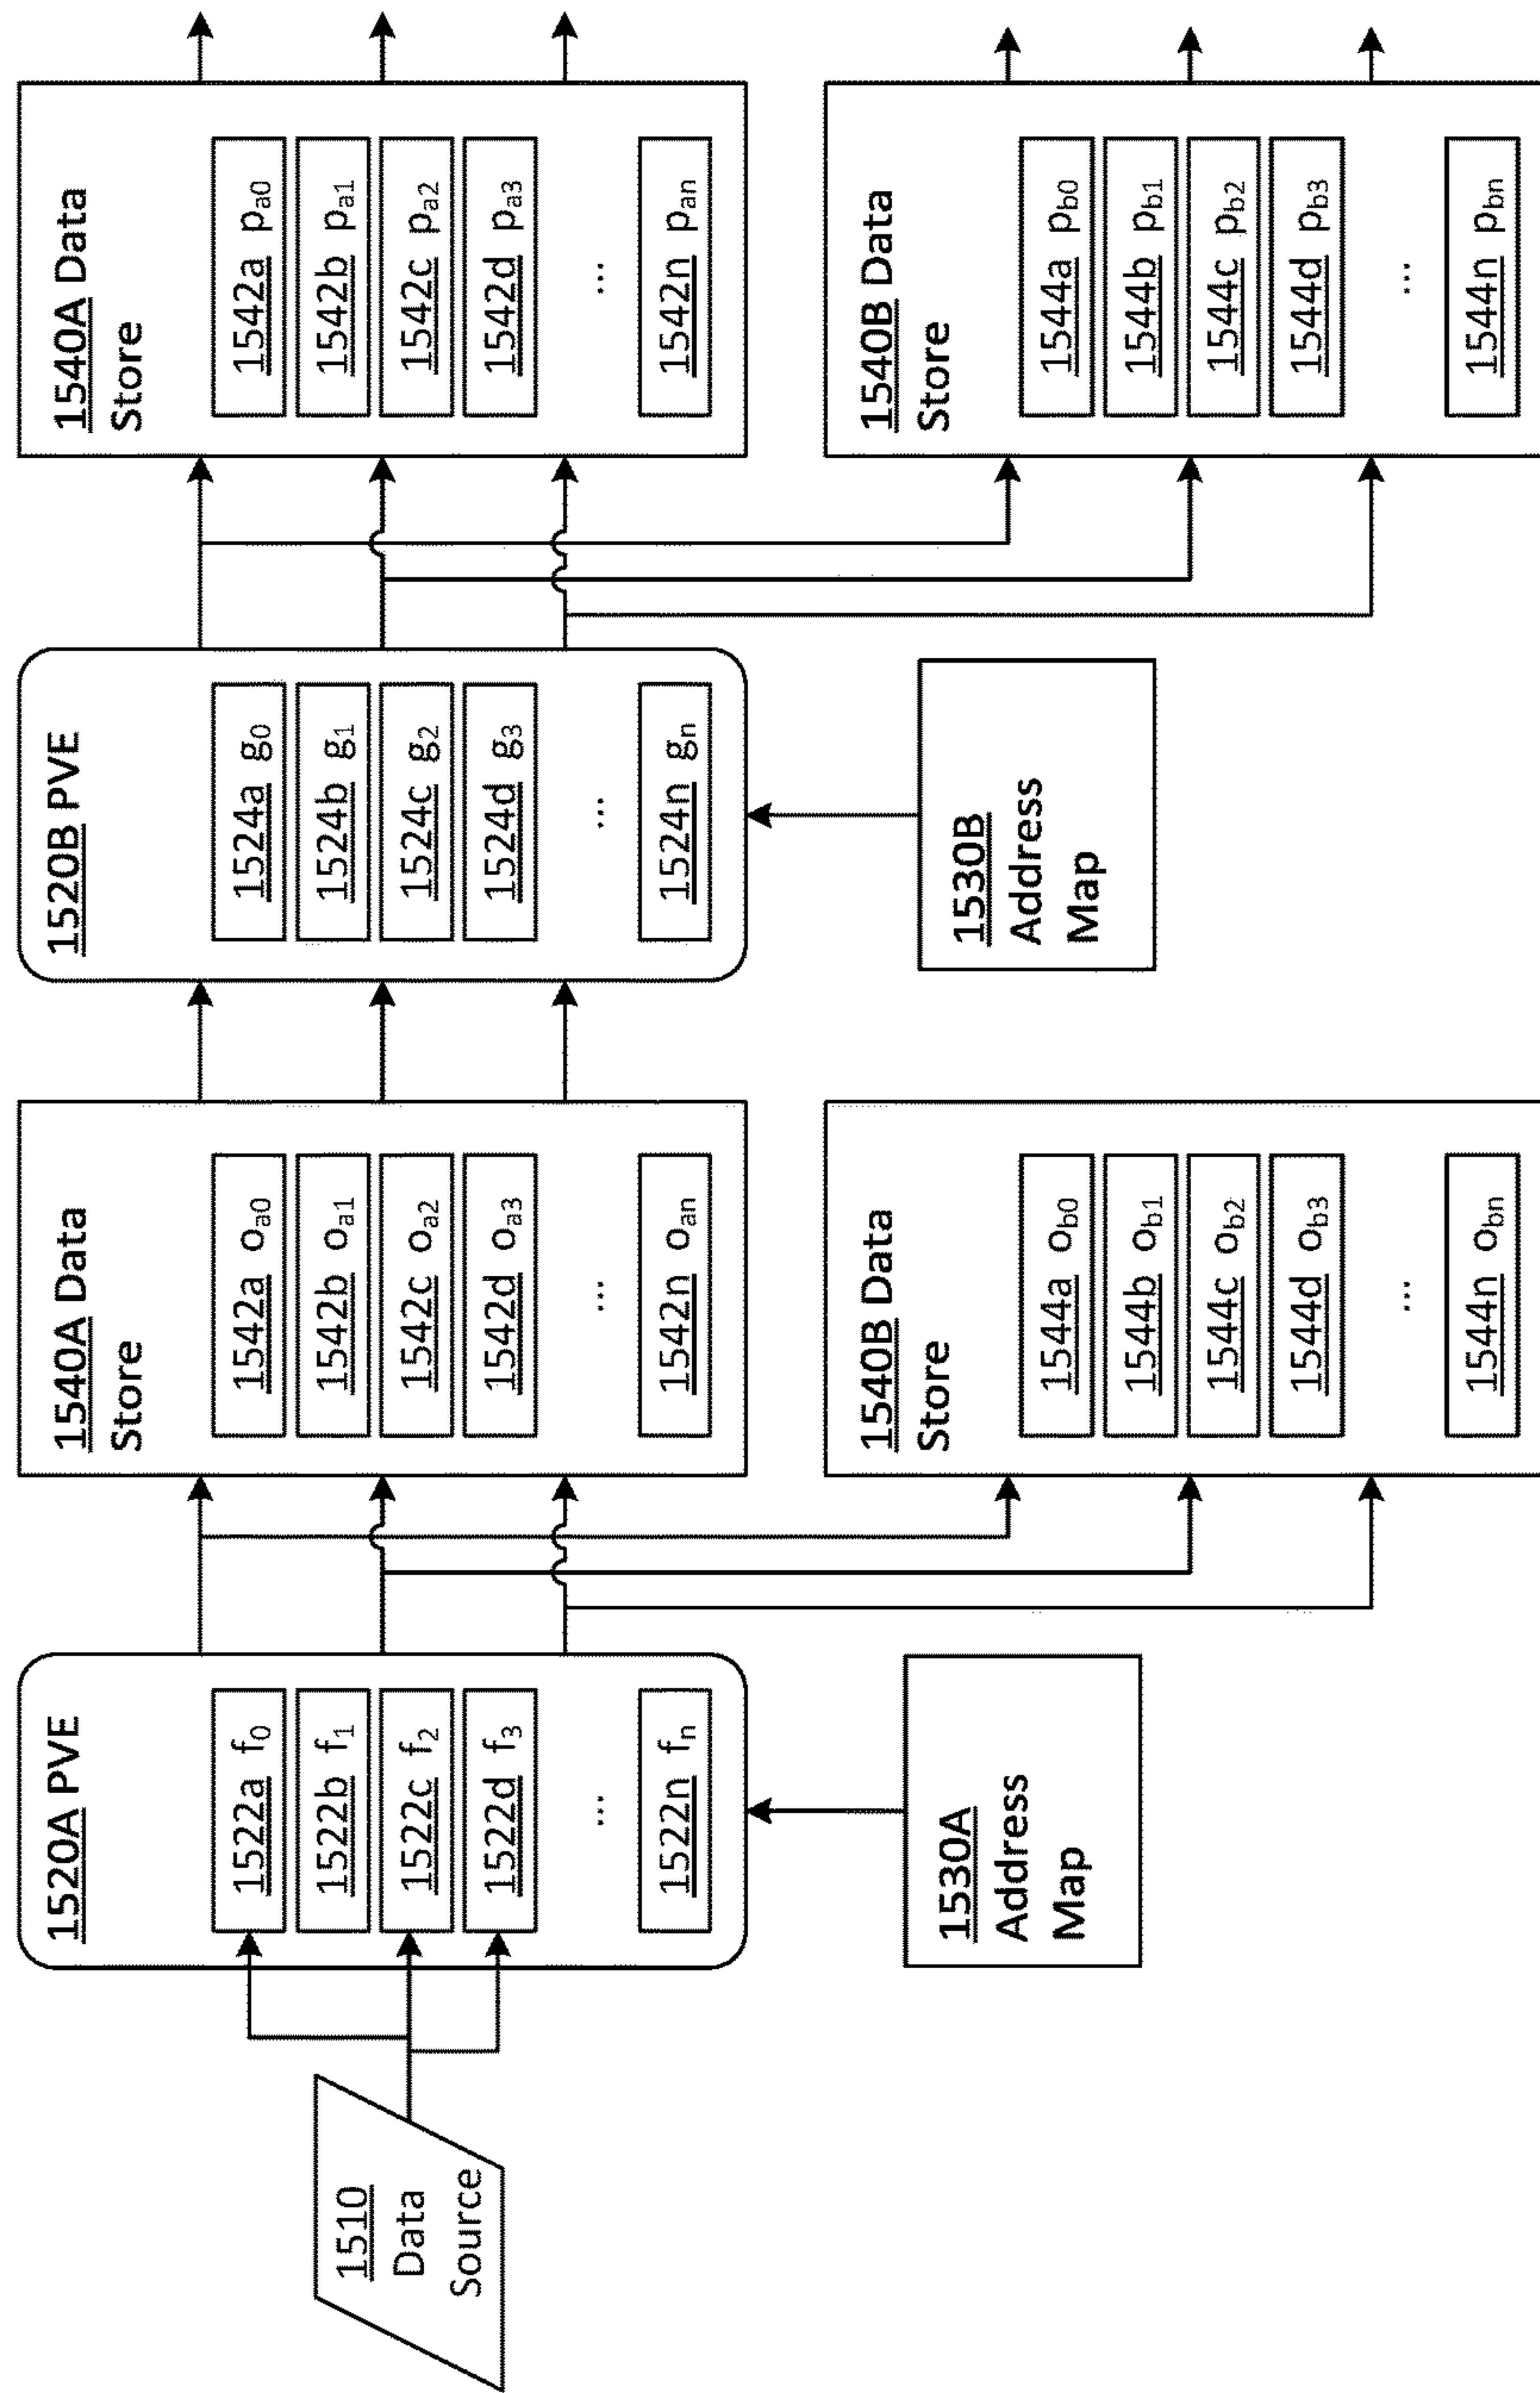 1510
Data
Source
1520A PVE
1522a f0
1522b f1
1522c f2
1522d f3
...
1522n fn
1530A
Address
Map
1540A Data
Store
1542a oa0
1542b oa1
1542c oa2
1542d oa3
...
1542n oan
1540B Data
Store
1544a ob0
1544b ob1
1544c ob2
1544d ob3
...
1544n obn
1520B PVE
1524a g0
1524b g1
1524c g2
1524d g3
...
1524n gn
1530B
Address
Map
1540A Data
Store
1542a pa0
1542b pa1
1542c pa2
1542d pa3
...
1542n pan
1540B Data
Store
1544a pb0
1544b pb1
1544c pb2
1544d pb3
...
1544n pbn